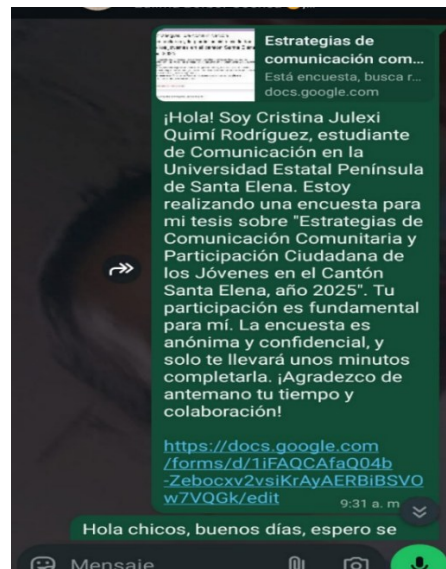 Estrategias de
comunicación com...
Está encuesta, busca r...
docs.google.com
¡Hola! Soy Cristina Julexi
Quimí Rodríguez, estudiante
de Comunicación en la
Universidad Estatal Península
de Santa Elena. Estoy
realizando una encuesta para
mi tesis sobre "Estrategias de
Comunicación Comunitaria y
Participación Ciudadana de
los Jóvenes en el Cantón
Santa Elena, año 2025". Tu
participación es fundamental
para mí. La encuesta es
anónima y confidencial, y
solo te llevará unos minutos
completarla. ¡Agradezco de
antemano tu tiempo y
colaboración!
https://docs.google.com
/forms/d/1iFAQCAfaQ04b
-Zebocxv2vsiKrAyAERBiBSVO
w7VQGk/edit
9:31 a. m
Hola chicos, buenos días, espero se
Mensaje